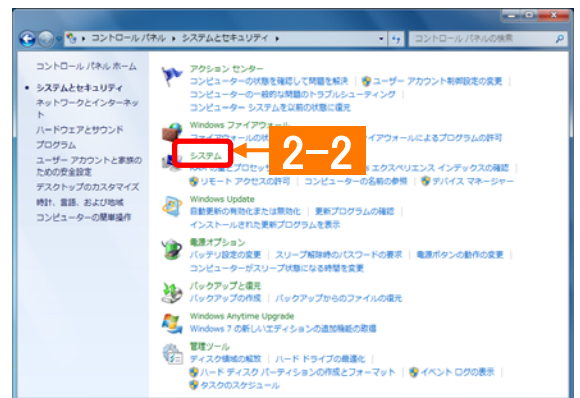 コントロール パネル ▸ システムとセキュリティ ▸
コントロール パネルの検索
コントロール パネル ホーム
システムとセキュリティ
ネットワークとインターネッ
ト
ハードウェアとサウンド
プログラム
ユーザー アカウントと家族の
ための安全設定
デスクトップのカスタマイズ
時計、言語、および地域
コンピューターの簡単操作
アクション センター
コンピューターの状態を確認して問題を解決 | ユーザー アカウント制御設定の変更 |
コンピューターの一般的な問題のトラブルシューティング |
コンピューター システムを以前の状態に復元
Windows ファイアウォール
ファイアウォールの状 イアウォールによるプログラムの許可
システム
2-2
RAM の量とプロセッサ s エクスペリエンス インデックスの確認 |
リモート アクセスの許可 | コンピューターの名前の参照 | デバイス マネージャー
Windows Update
自動更新の有効化または無効化 | 更新プログラムの確認 |
インストールされた更新プログラムを表示
電源オプション
バッテリ設定の変更 | スリープ解除時のパスワードの要求 | 電源ボタンの動作の変更 |
コンピューターがスリープ状態になる時間を変更
バックアップと復元
バックアップの作成 | バックアップからのファイルの復元
Windows Anytime Upgrade
Windows 7 の新しいエディションの追加機能の取得
管理ツール
ディスク領域の解放 | ハード ドライブの最適化 |
ハード ディスク パーティションの作成とフォーマット | イベント ログの表示 |
タスクのスケジュール